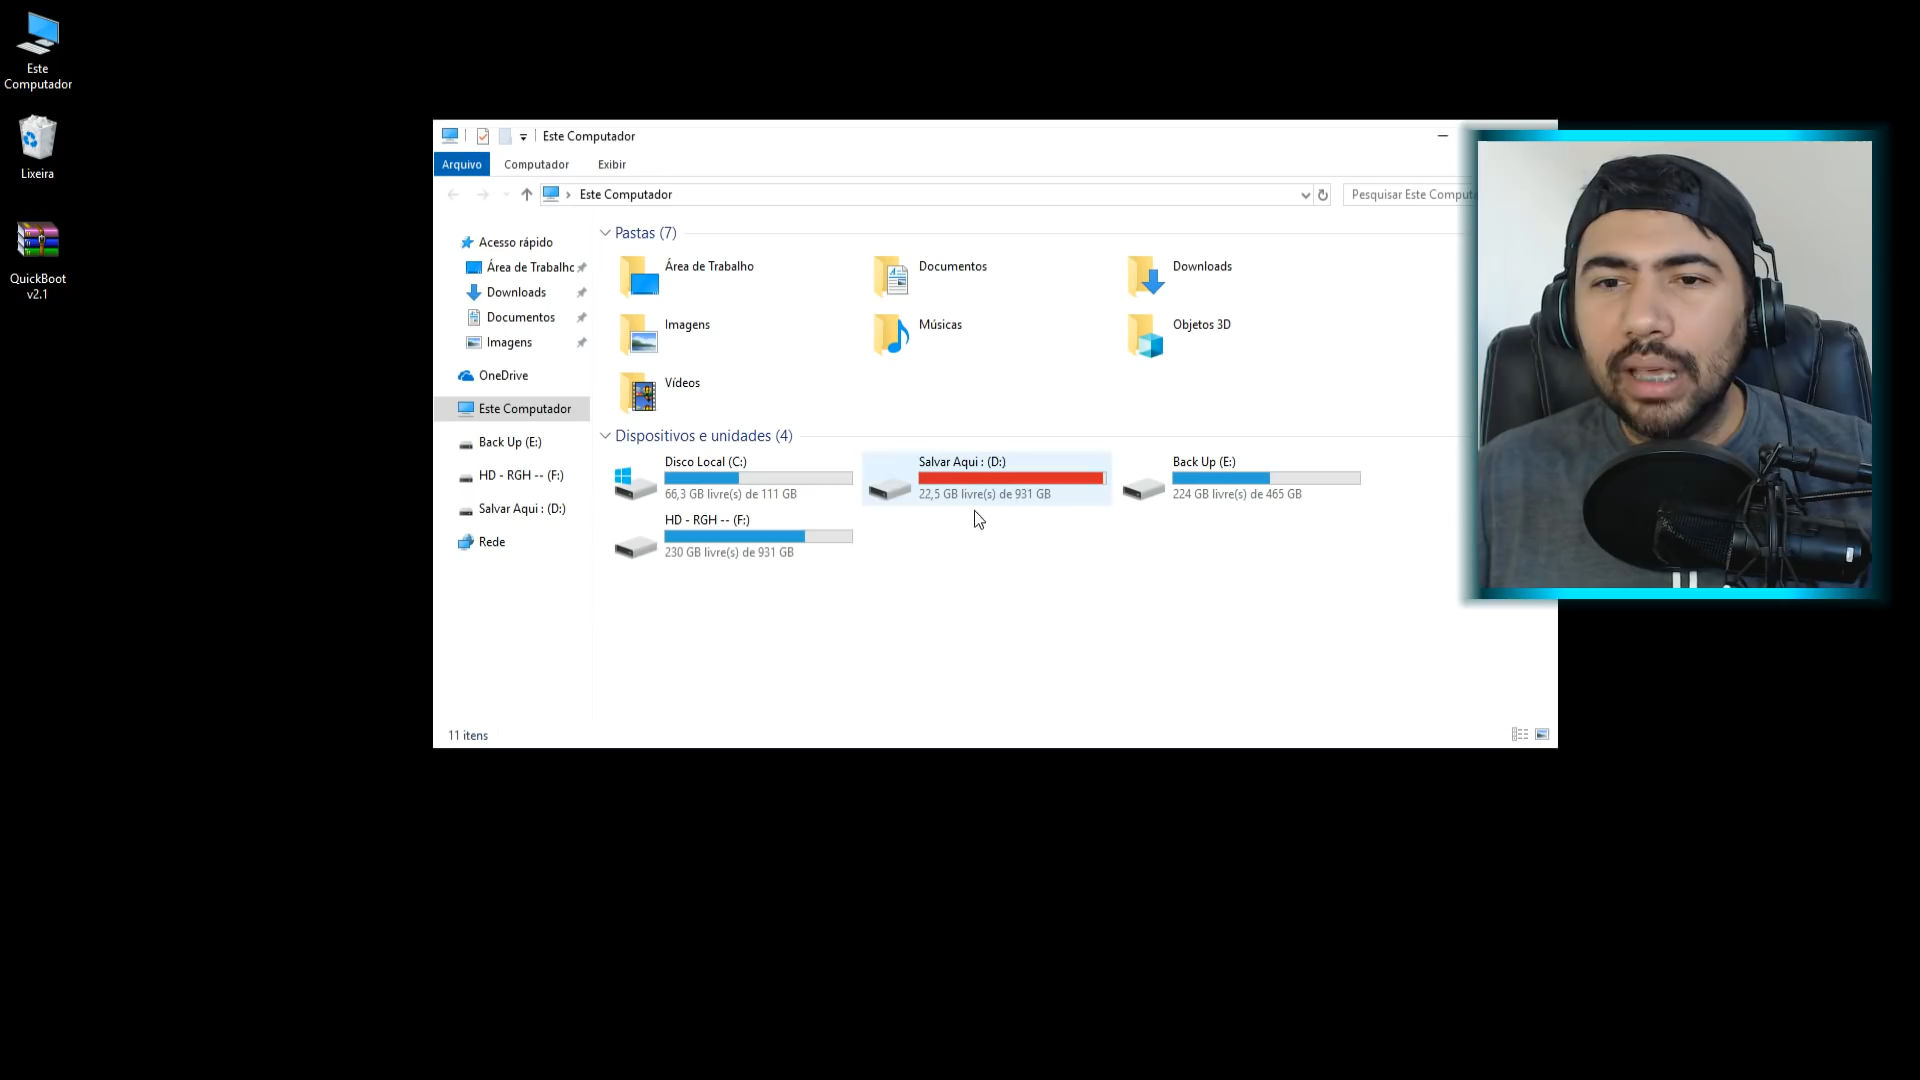 Este
Computador
Lixeira
QuickBoot
v2.1
Este Computador
Arquivo
Computador
Exibir
Este Computador
Pesquisar Este Comput
Acesso rápido
Área de Trabalho
Downloads
Documentos
Imagens
OneDrive
Este Computador
Back Up (E:)
HD - RGH -- (F:)
Salvar Aqui : (D:)
Rede
Pastas (7)
Área de Trabalho
Documentos
Downloads
Imagens
Músicas
Objetos 3D
Vídeos
Dispositivos e unidades (4)
Disco Local (C:)
66,3 GB livre(s) de 111 GB
Salvar Aqui : (D:)
22,5 GB livre(s) de 931 GB
Back Up (E:)
224 GB livre(s) de 465 GB
HD - RGH -- (F:)
230 GB livre(s) de 931 GB
11 itens